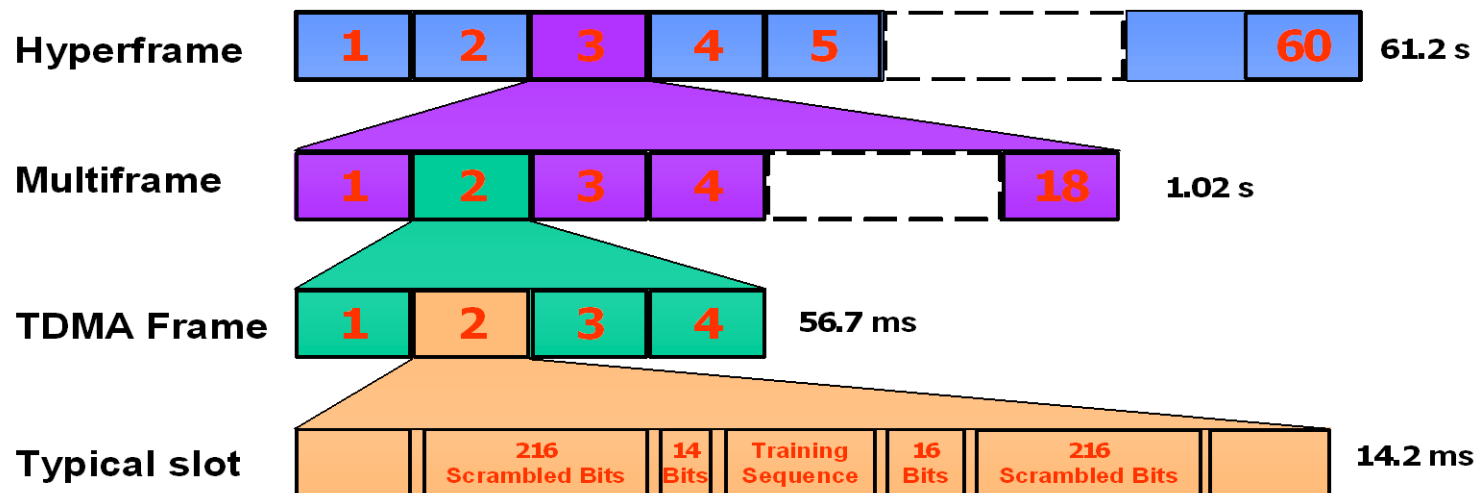 Hyperframe 1 2 3 4 5 60 61.2 s
Multiframe 1 2 3 4 18 1.02 s
TDMA Frame 1 2 3 4 56.7 ms
Typical slot 216 Scrambled Bits 14 Bits Training Sequence 16 Bits 216 Scrambled Bits 14.2 ms